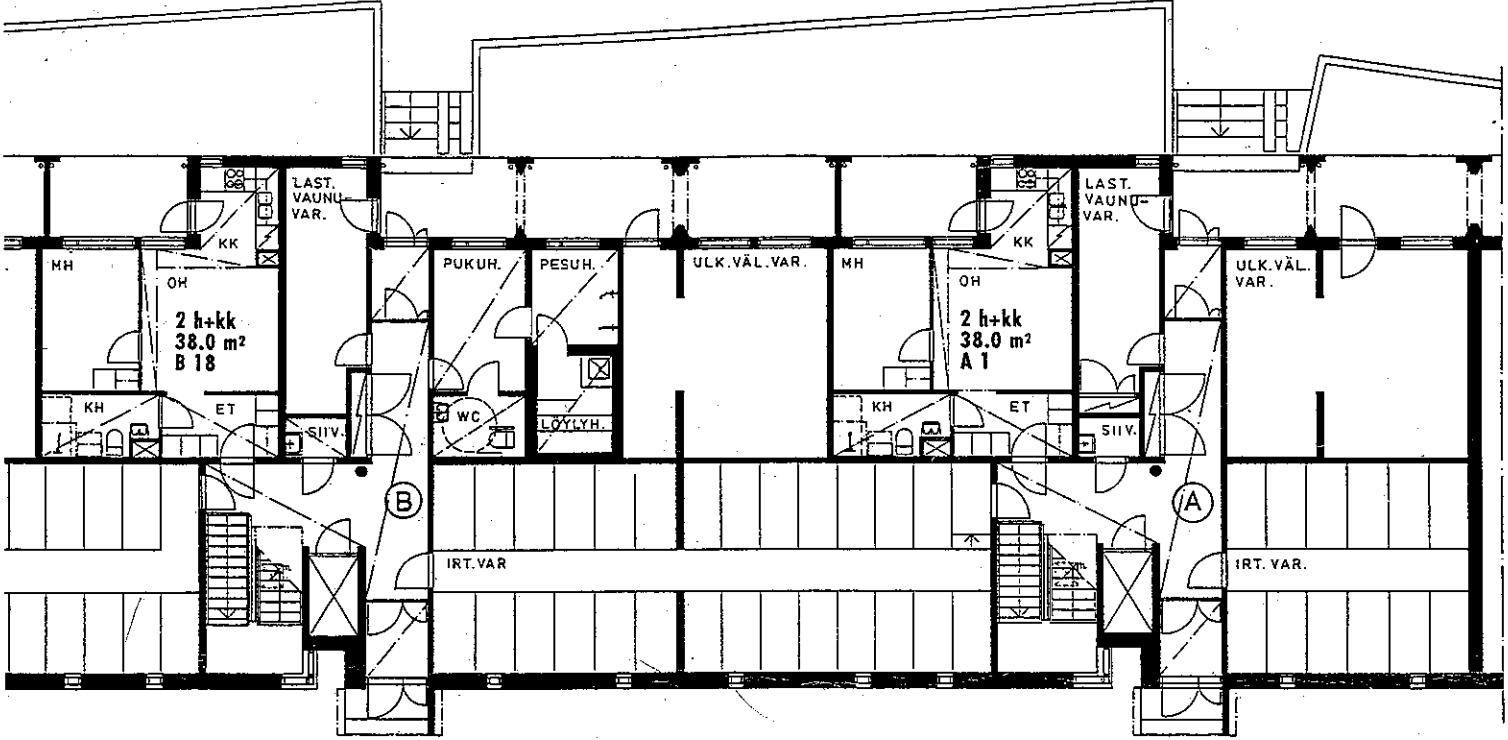 LAST.
VAUNU-
VAR.
KK
MH
OH
2 h+kk
38.0 m²
B 18
KH
ET
SIIV.
PUKUH.
PESUH.
WC
LÖYLYH.
ULK.VÄL.VAR.
B
IRT.VAR
LAST.
VAUNU-
VAR.
KK
MH
OH
2 h+kk
38.0 m²
A 1
KH
ET
SIIV.
ULK.VÄL.
VAR.
A
IRT.VAR.